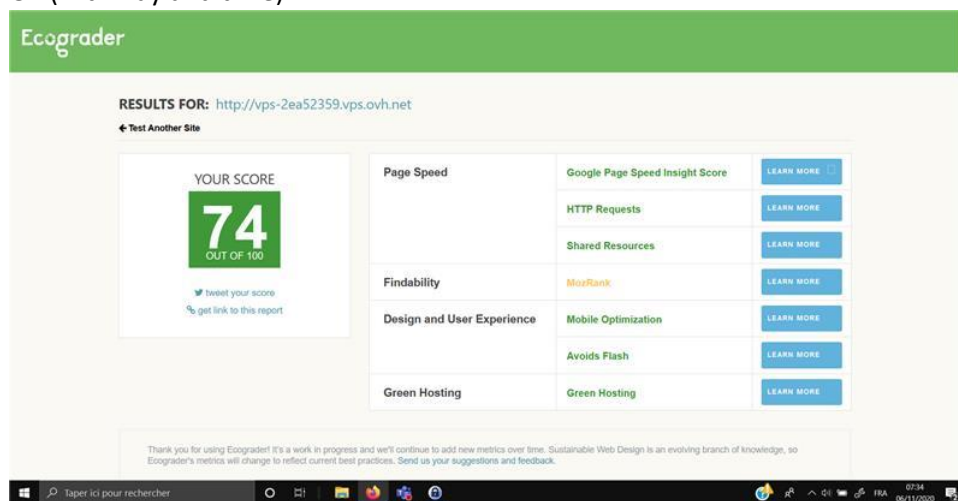 Ecograder
RESULTS FOR: http://vps-2ea52359.vps.ovh.net
Test Another Site
YOUR SCORE
74
OUT OF 100
tweet your score
get link to this report
Page Speed
Google Page Speed Insight Score
LEARN MORE
HTTP Requests
LEARN MORE
Shared Resources
LEARN MORE
Findability
MozRank
LEARN MORE
Design and User Experience
Mobile Optimization
LEARN MORE
Avoids Flash
LEARN MORE
Green Hosting
Green Hosting
LEARN MORE
Thank you for using Ecograder! It's a work in progress and we'll continue to add new metrics over time. Sustainable Web Design is an evolving branch of knowledge, so
Ecograder's metrics will change to reflect current best practices. Send us your suggestions and feedback.
Taper ici pour rechercher
FRA
07:34
06/11/2020